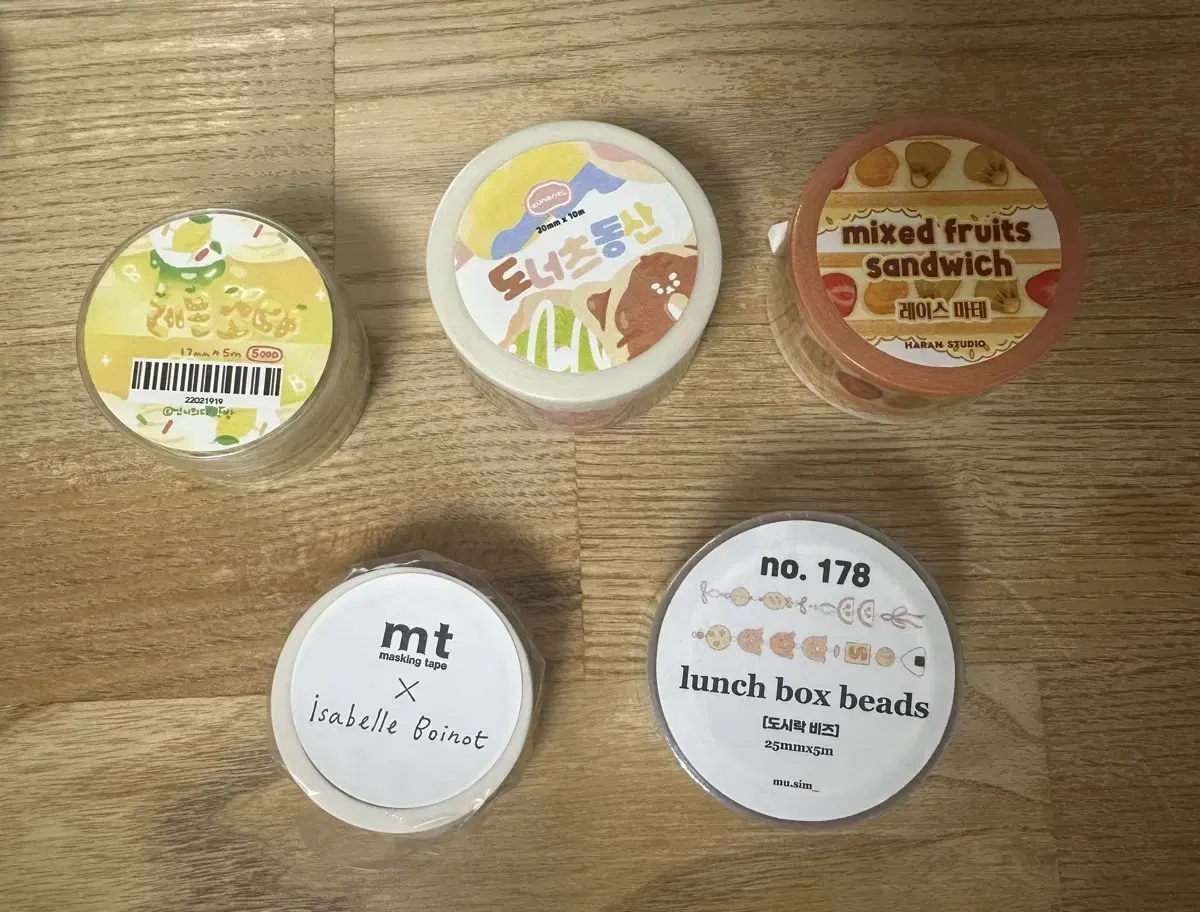 17mm * 5m 5000
22021919
20mm x 10m
도너츠동산
mixed fruits
sandwich
레이스 마테
HARAN STUDIO
mt
masking tape
×
isabelle Boinot
no. 178
S
lunch box beads
[도시락 비즈]
25mmx5m
mu.sim_